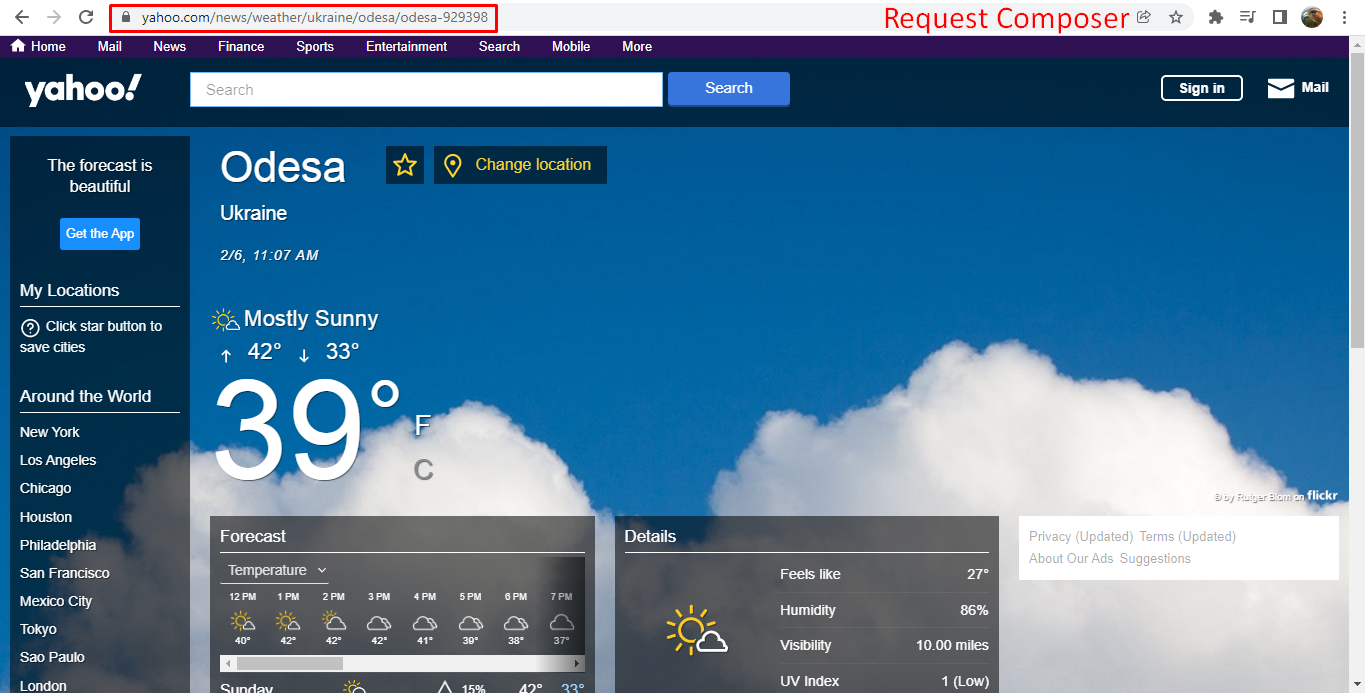 yahoo.com/news/weather/ukraine/odesa/odesa-929398
Request Composer
Home Mail News Finance Sports Entertainment Search Mobile More
yahoo!
Search
Search
Sign in
Mail
The forecast is
beautiful
Get the App
My Locations
Click star button to
save cities
Around the World
New York
Los Angeles
Chicago
Houston
Philadelphia
San Francisco
Mexico City
Tokyo
Sao Paulo
London
Odesa
Change location
Ukraine
2/6, 11:07 AM
Mostly Sunny
↑ 42° ↓ 33°
39°
F
C
© by Rutger Blom on flickr
Forecast
Temperature
12 PM 1 PM 2 PM 3 PM 4 PM 5 PM 6 PM 7 PM
40° 42° 42° 42° 41° 39° 38° 37°
Sunday 15% 42° 33°
Details
Feels like 27°
Humidity 86%
Visibility 10.00 miles
UV Index 1 (Low)
Privacy (Updated) Terms (Updated)
About Our Ads Suggestions